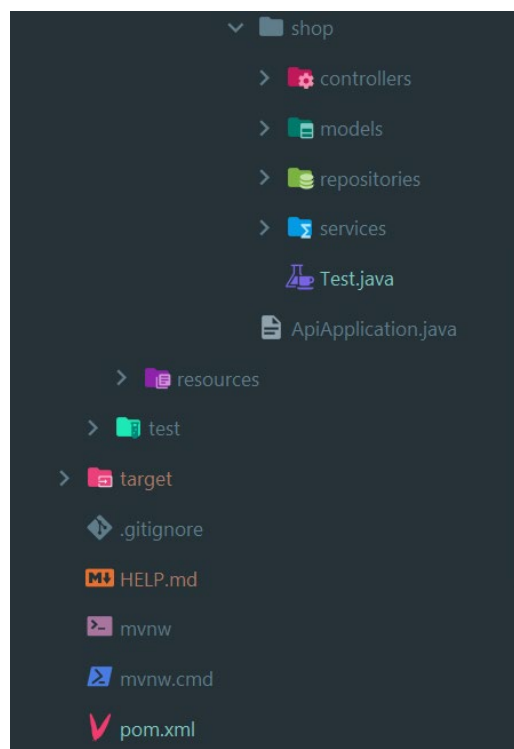 shop
controllers
models
repositories
services
Test.java
ApiApplication.java
resources
test
target
.gitignore
HELP.md
mvnw
mvnw.cmd
pom.xml